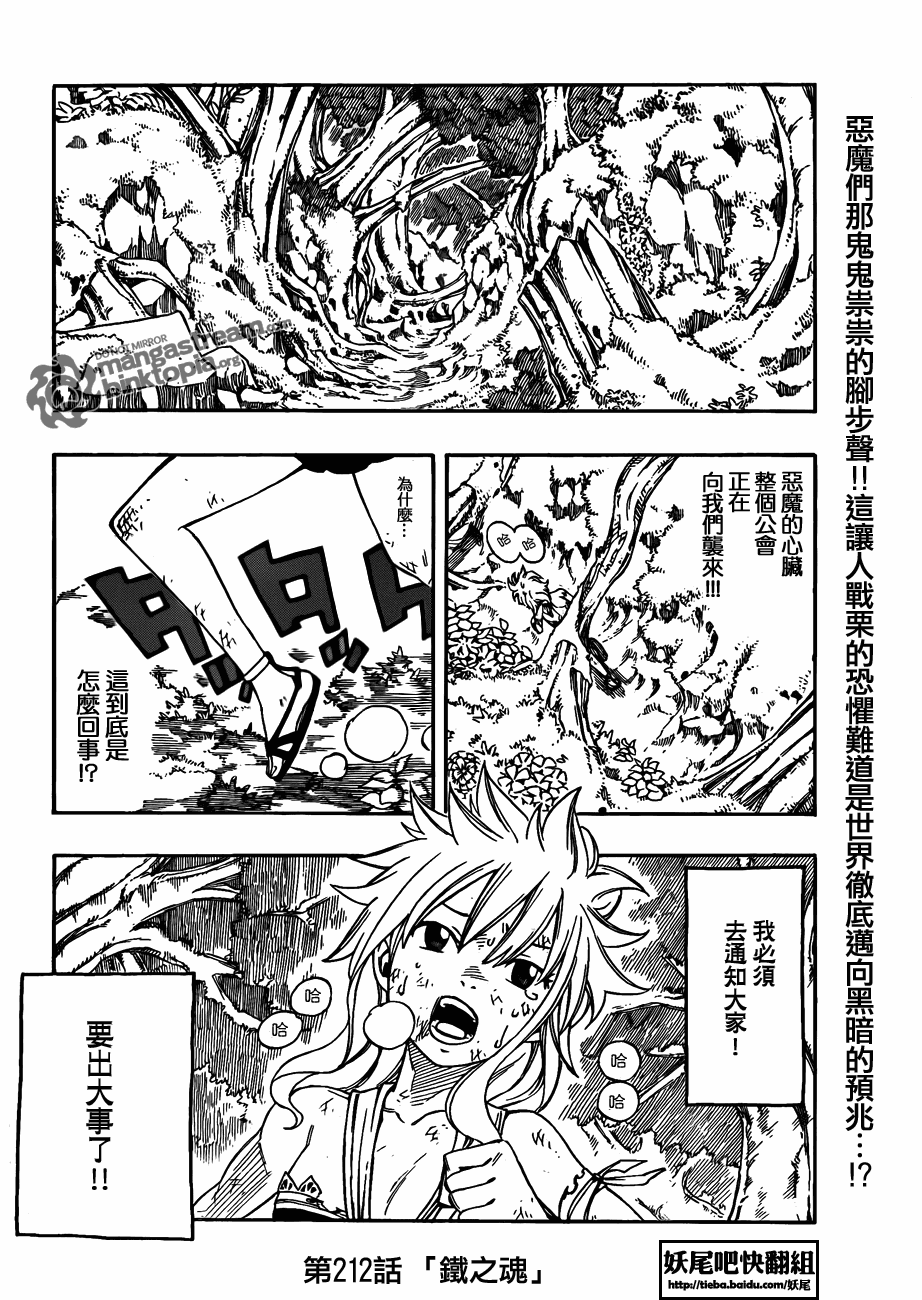 惡魔們那鬼鬼祟祟的腳步聲!!這讓人戰栗的恐懼難道是世界徹底邁向黑暗的預兆…!?
DO NOT MIRROR
mangastream.com
binktopia.org
惡魔的心臟
整個公會
正在
向我們襲來!!!
哈
哈
為什麼…
タッ
タッ
タ
這到底是
怎麼回事!?
我必須
去通知大家!
哈
哈
哈
哈
要出大事了!!
第212話 「鐵之魂」
妖尾吧快翻組
http://tieba.baidu.com/妖尾